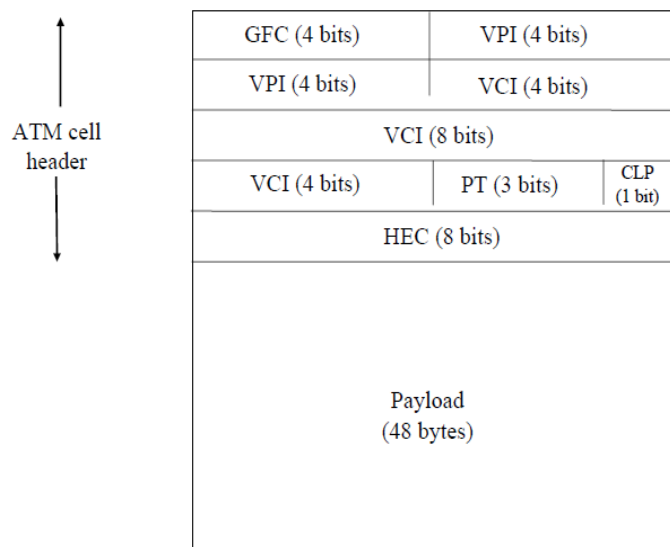 GFC (4 bits) VPI (4 bits)
VPI (4 bits) VCI (4 bits)
ATM cell
header
VCI (8 bits)
VCI (4 bits) PT (3 bits) CLP
(1 bit)
HEC (8 bits)
Payload
(48 bytes)